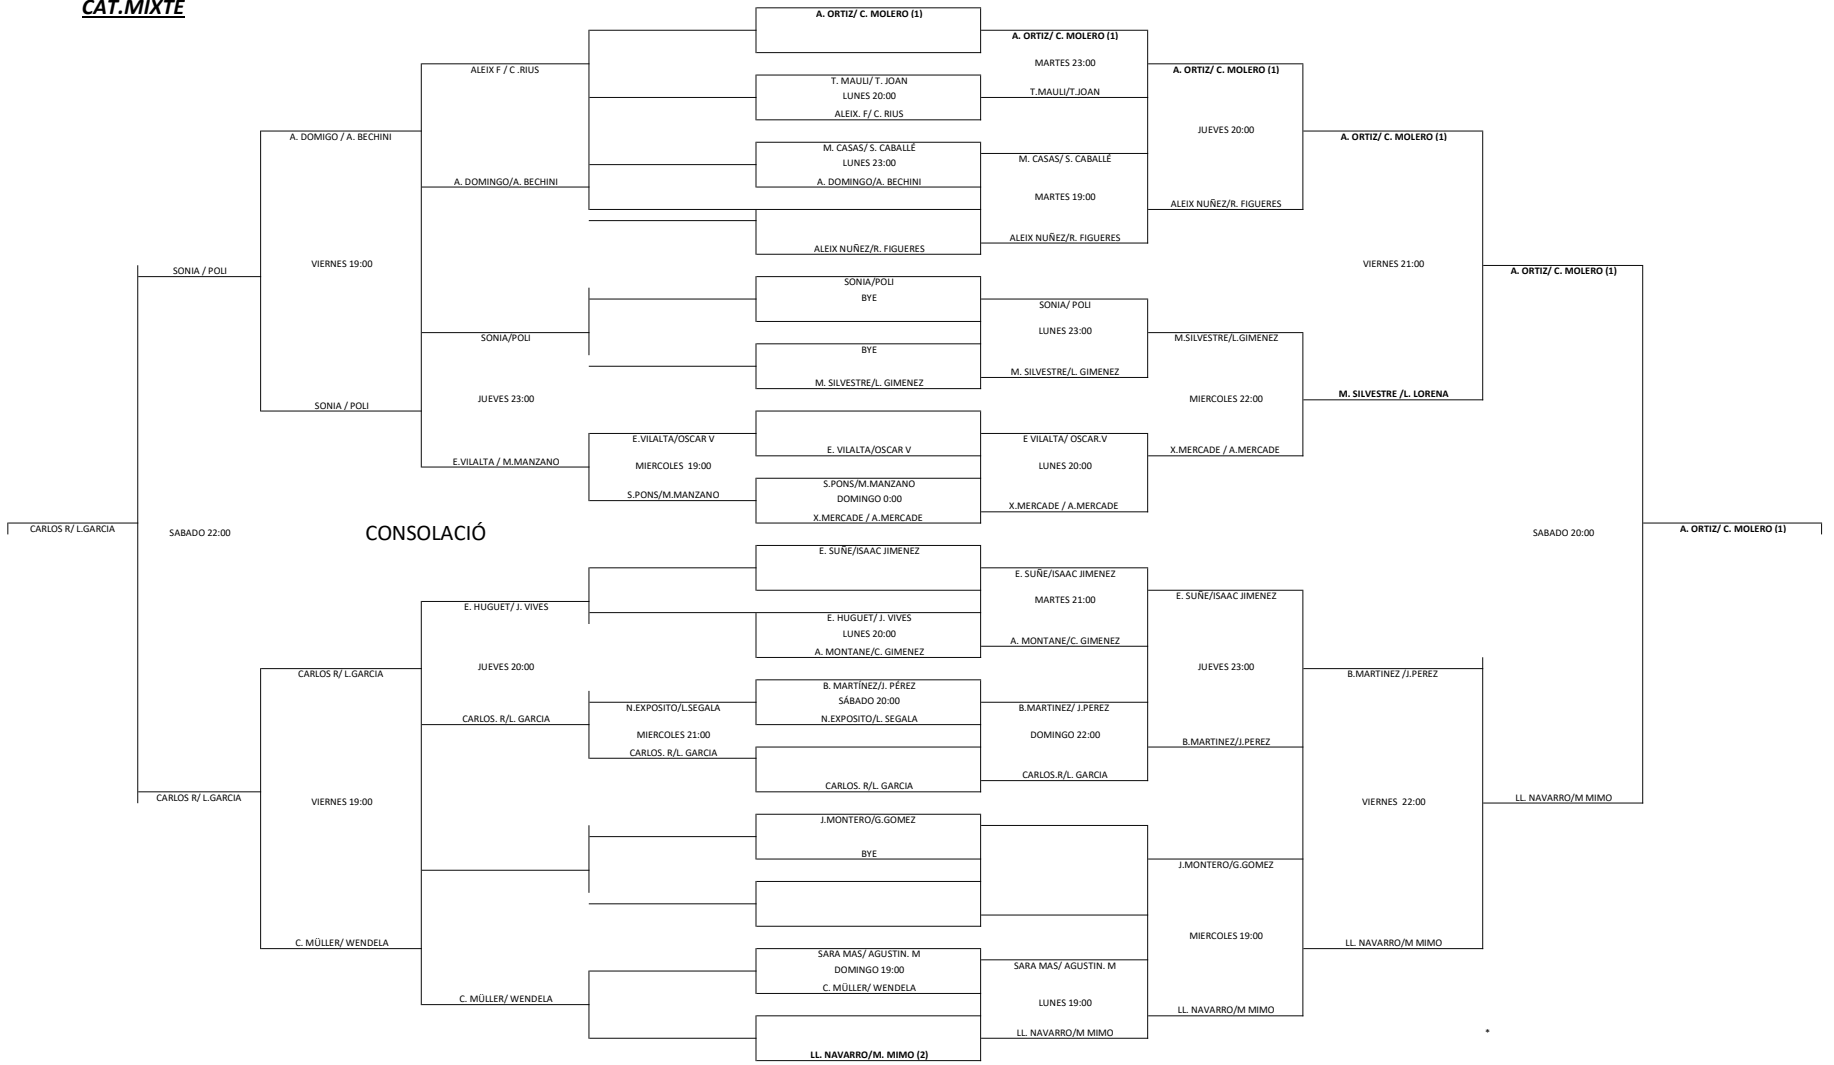 CAT.MIXTE
A. ORTIZ/ C. MOLERO (1)
A. ORTIZ/ C. MOLERO (1)
ALEIX F / C .RIUS
MARTES 23:00
A. ORTIZ/ C. MOLERO (1)
T. MAULI/ T. JOAN
LUNES 20:00
T.MAULI/T.JOAN
ALEIX. F/ C. RIUS
A. DOMIGO / A. BECHINI
JUEVES 20:00
A. ORTIZ/ C. MOLERO (1)
M. CASAS/ S. CABALLÉ
LUNES 23:00
M. CASAS/ S. CABALLÉ
A. DOMINGO/A. BECHINI
A. DOMINGO/A. BECHINI
MARTES 19:00
ALEIX NUÑEZ/R. FIGUERES
ALEIX NUÑEZ/R. FIGUERES
ALEIX NUÑEZ/R. FIGUERES
SONIA / POLI
VIERNES 19:00
VIERNES 21:00
A. ORTIZ/ C. MOLERO (1)
SONIA/POLI
BYE
SONIA/ POLI
SONIA/POLI
LUNES 23:00
M.SILVESTRE/L.GIMENEZ
BYE
M. SILVESTRE/L. GIMENEZ
M. SILVESTRE/L. GIMENEZ
SONIA / POLI
JUEVES 23:00
MIERCOLES 22:00
M. SILVESTRE /L. LORENA
E.VILALTA/OSCAR V
E. VILALTA/OSCAR V
E VILALTA/ OSCAR.V
X.MERCADE / A.MERCADE
E.VILALTA / M.MANZANO
MIERCOLES  19:00
LUNES 20:00
S.PONS/M.MANZANO
S.PONS/M.MANZANO
DOMINGO 0:00
X.MERCADE / A.MERCADE
X.MERCADE / A.MERCADE
CARLOS R/ L.GARCIA
SABADO 22:00
CONSOLACIÓ
SABADO 20:00
A. ORTIZ/ C. MOLERO (1)
E. SUÑE/ISAAC JIMENEZ
E. SUÑE/ISAAC JIMENEZ
E. HUGUET/ J. VIVES
MARTES 21:00
E. SUÑE/ISAAC JIMENEZ
E. HUGUET/ J. VIVES
LUNES 20:00
A. MONTANE/C. GIMENEZ
A. MONTANE/C. GIMENEZ
CARLOS R/ L.GARCIA
JUEVES 20:00
JUEVES 23:00
B.MARTINEZ /J.PEREZ
B. MARTÍNEZ/J. PÉREZ
SÁBADO 20:00
N.EXPOSITO/L.SEGALA
N.EXPOSITO/L. SEGALA
B.MARTINEZ/ J.PEREZ
CARLOS. R/L. GARCIA
MIERCOLES 21:00
DOMINGO 22:00
B.MARTINEZ/J.PEREZ
CARLOS. R/L. GARCIA
CARLOS. R/L. GARCIA
CARLOS.R/L. GARCIA
CARLOS R/ L.GARCIA
VIERNES 19:00
VIERNES  22:00
LL. NAVARRO/M MIMO
J.MONTERO/G.GOMEZ
BYE
J.MONTERO/G.GOMEZ
C. MÜLLER/ WENDELA
MIERCOLES 19:00
LL. NAVARRO/M MIMO
SARA MAS/ AGUSTIN. M
DOMINGO 19:00
SARA MAS/ AGUSTIN. M
C. MÜLLER/ WENDELA
C. MÜLLER/ WENDELA
LUNES 19:00
LL. NAVARRO/M MIMO
LL. NAVARRO/M MIMO
*
LL. NAVARRO/M. MIMO (2)